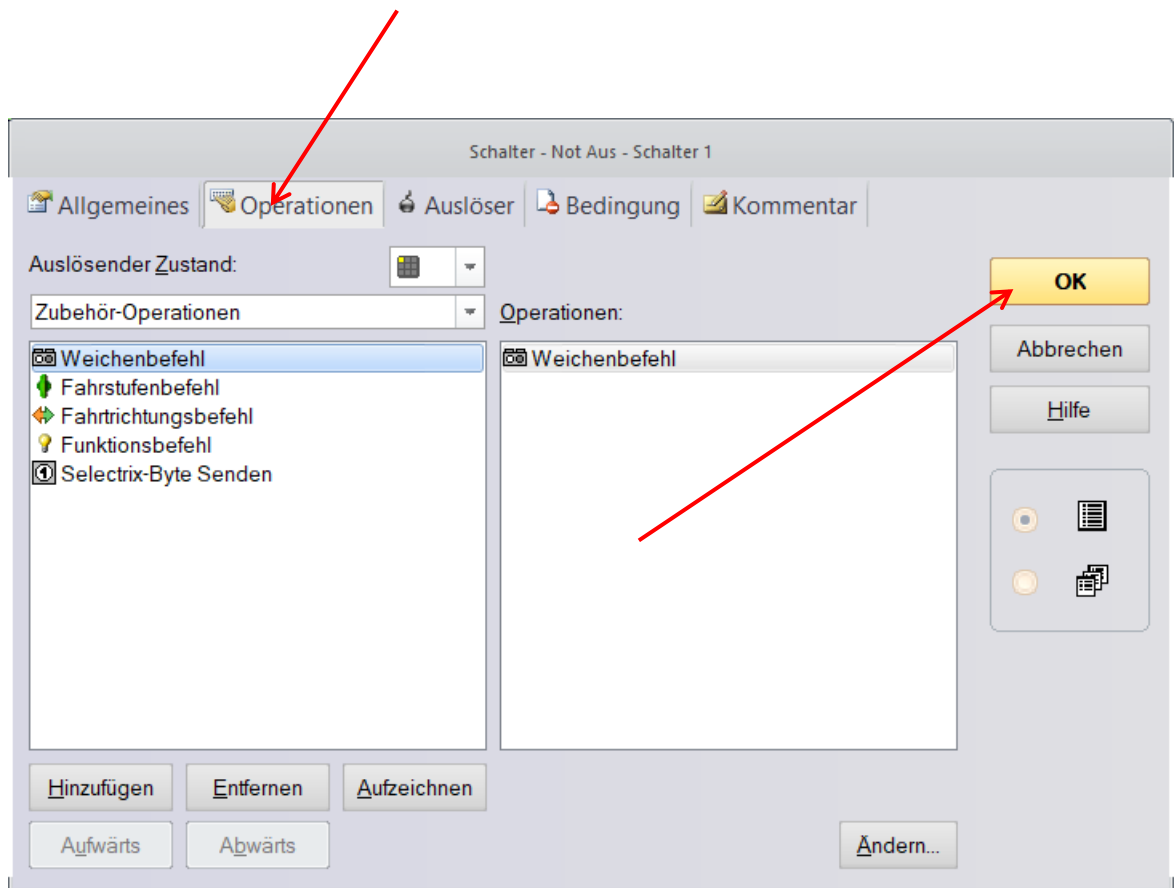 Schalter - Not Aus - Schalter 1
Allgemeines Operationen Auslöser Bedingung Kommentar
Auslösender Zustand:
Zubehör-Operationen
Operationen:
Weichenbefehl
Fahrstufenbefehl
Fahrtrichtungsbefehl
Funktionsbefehl
Selectrix-Byte Senden
Weichenbefehl
OK
Abbrechen
Hilfe
Hinzufügen Entfernen Aufzeichnen
Aufwärts Abwärts Ändern...